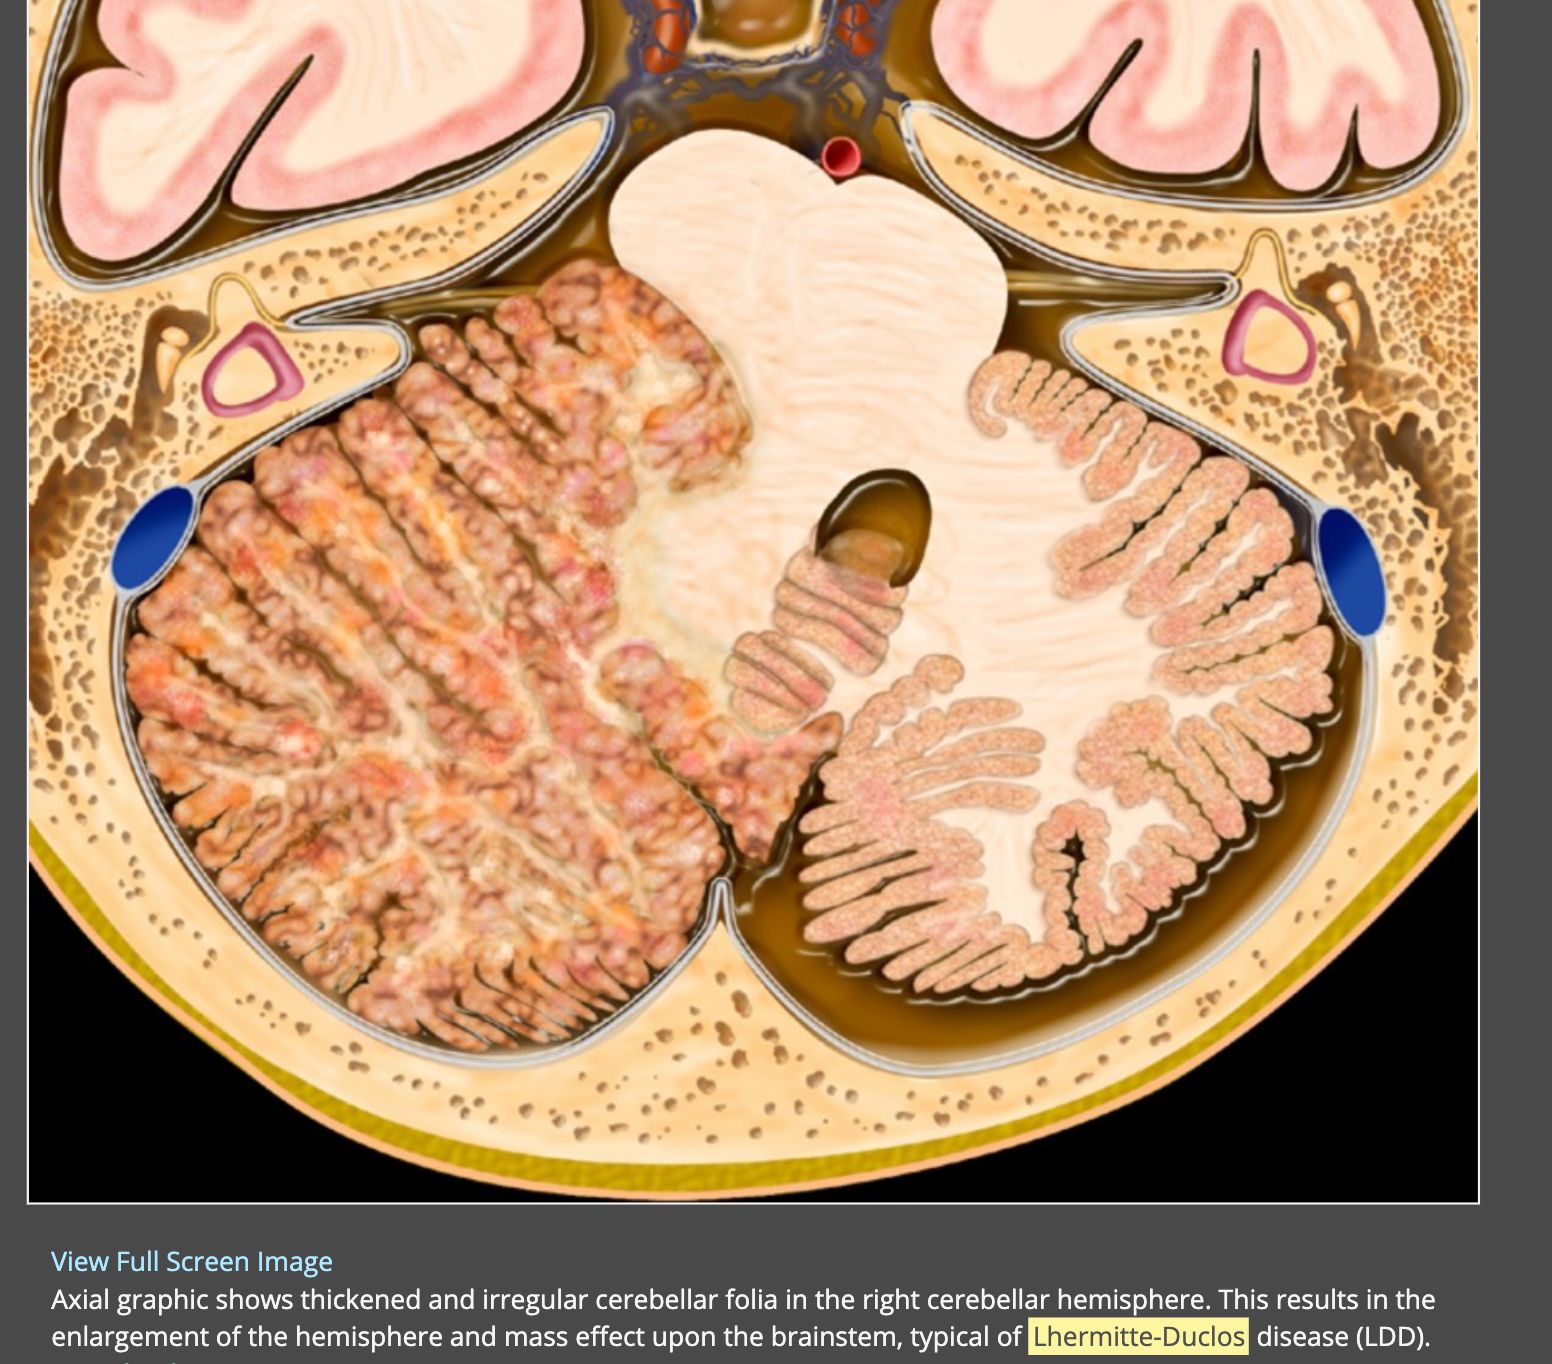 View Full Screen Image
Axial graphic shows thickened and irregular cerebellar folia in the right cerebellar hemisphere. This results in the
enlargement of the hemisphere and mass effect upon the brainstem, typical of Lhermitte-Duclos disease (LDD).